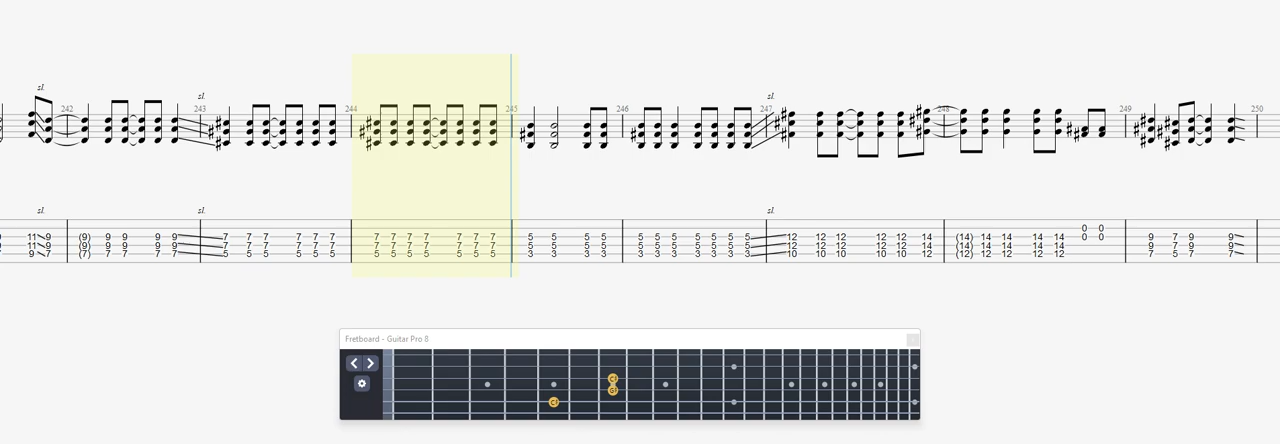 sl.
sl.
sl.
242 243 244 245 246 247 248 249 250
sl. sl. sl.
0 0
11 9 (9) 9 9 9 9 7 7 7 7 7 7 7 7 7 7 7 7 7 5 5 5 5 5 5 5 5 5 5 5 12 12 12 12 12 14 (14) 14 14 14 14 0 0 9 7 9 9
11 9 (9) 9 9 9 9 7 7 7 7 7 7 7 7 7 7 7 7 7 5 5 5 5 5 5 5 5 5 5 5 12 12 12 12 12 14 (14) 14 14 14 14 9 7 9 9
9 7 (7) 7 7 7 7 5 5 5 5 5 5 5 5 5 5 5 5 5 3 3 3 3 3 3 3 3 3 3 3 10 10 10 12 12 12 (12) 12 12 12 12 7 5 7 7
Fretboard - Guitar Pro 8